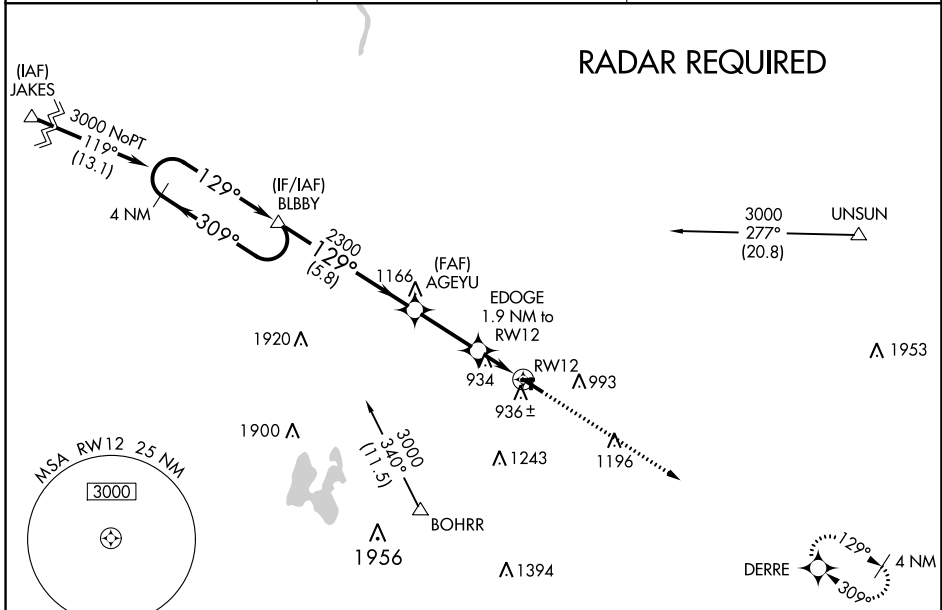 RADAR REQUIRED
(IAF)
JAKES
3000 NoPT
119°
(13.1)
4 NM
129°
309°
(IF/IAF)
BLBBY
2300
129°
(5.8)
1166
(FAF)
AGEYU
EDOGE
1.9 NM to
RW12
3000
277°
(20.8)
UNSUN
1920
934
RW12
993
936±
1953
1900
3000
340°
(11.5)
1243
1196
MSA RW12 25 NM
3000
BOHRR
1956
1394
DERRE
129°
309°
4 NM